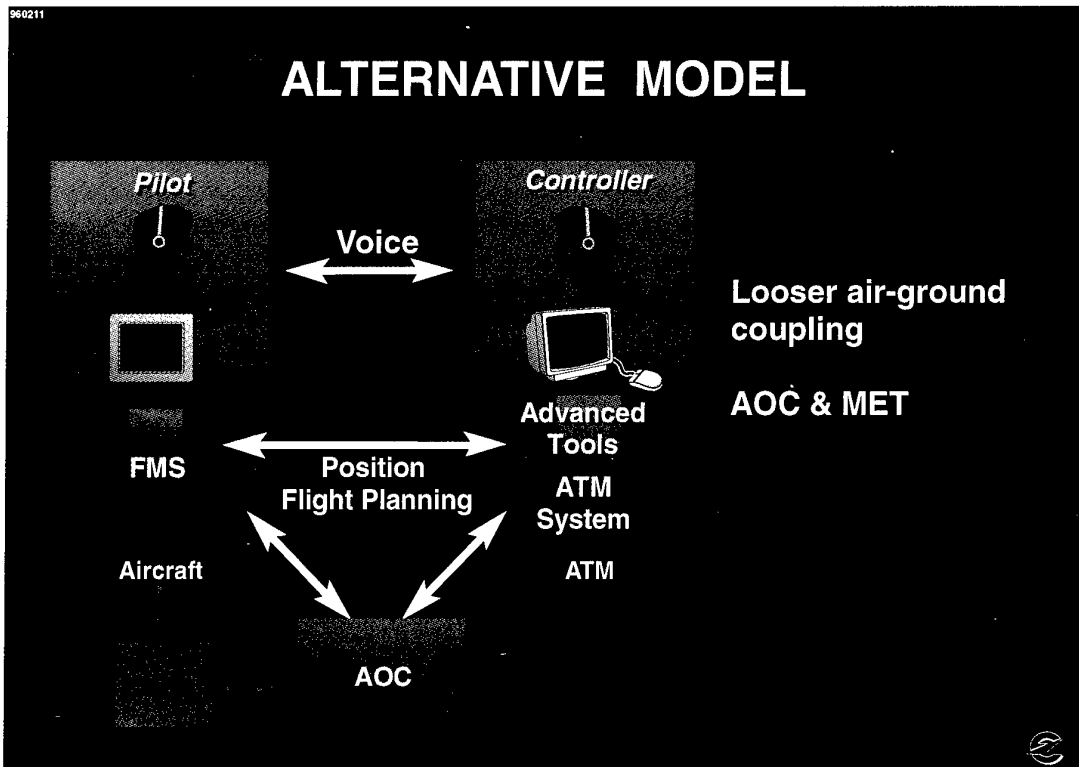 960211
ALTERNATIVE MODEL
Pilot
Controller
Voice
Looser air-ground
coupling
AOC & MET
Advanced
Tools
FMS
Position
Flight Planning
ATM
System
Aircraft
ATM
AOC